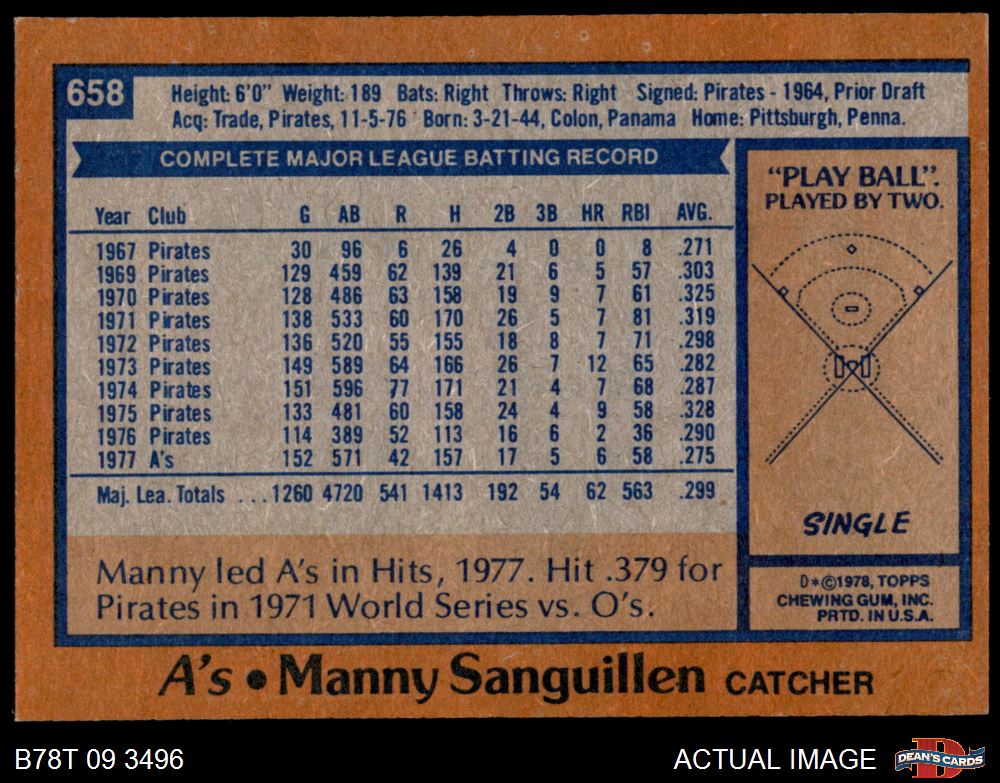 658
Height: 6'0" Weight: 189 Bats: Right Throws: Right Signed: Pirates - 1964, Prior Draft
Acq: Trade, Pirates, 11-5-76 Born: 3-21-44, Colon, Panama Home: Pittsburgh, Penna.
COMPLETE MAJOR LEAGUE BATTING RECORD
Year Club G AB R H 2B 3B HR RBI AVG.
1967 Pirates 30 96 6 26 4 0 0 8 .271
1969 Pirates 129 459 62 139 21 6 5 57 .303
1970 Pirates 128 486 63 158 19 9 7 61 .325
1971 Pirates 138 533 60 170 26 5 7 81 .319
1972 Pirates 136 520 55 155 18 8 7 71 .298
1973 Pirates 149 589 64 166 26 7 12 65 .282
1974 Pirates 151 596 77 171 21 4 7 68 .287
1975 Pirates 133 481 60 158 24 4 9 58 .328
1976 Pirates 114 389 52 113 16 6 2 36 .290
1977 A's 152 571 42 157 17 5 6 58 .275
Maj. Lea. Totals ...1260 4720 541 1413 192 54 62 563 .299
Manny led A's in Hits, 1977. Hit .379 for
Pirates in 1971 World Series vs. O's.
"PLAY BALL".
PLAYED BY TWO.
SINGLE
D*©1978, TOPPS
CHEWING GUM, INC.
PRTD. IN U.S.A.
A's • Manny Sanguillen CATCHER
B78T 09 3496
ACTUAL IMAGE
D
DEAN'S CARDS